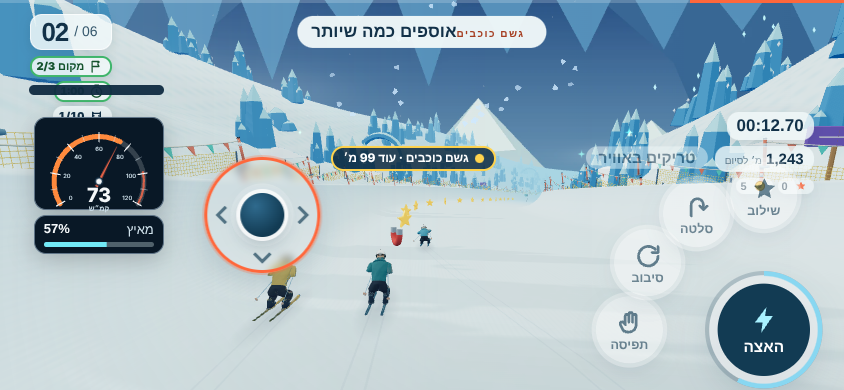 02 / 06
גשם כוכבים אוספים כמה שיותר
מקום 2/3
1/10
00:12.70
1,243 מ׳ לסיום
טריקים באוויר
גשם כוכבים · עוד 99 מ׳
5
0
שילוב
סלטה
סיבוב
תפיסה
האצה
0
20
40
60
80
100
120
73
קמ״ש
מאיץ
57%